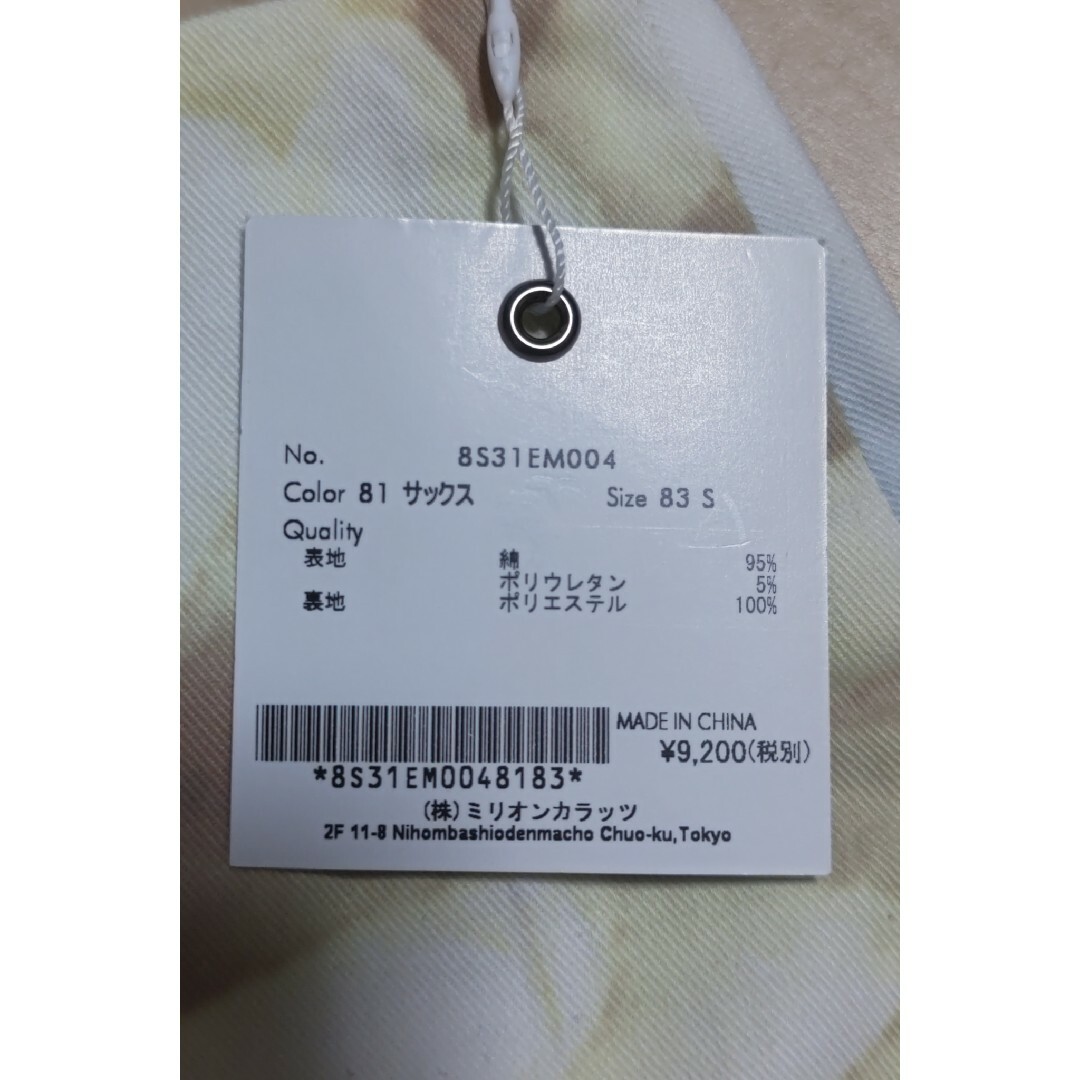 No. 8S31EM004
Color 81 サックス Size 83 S
Quality
表地 綿 95%
ポリウレタン 5%
裏地 ポリエステル 100%
MADE IN CHINA
¥9,200(税別)
*8S31EM0048183*
(株)ミリオンカラッツ
2F 11-8 Nihombashiodenmacho Chuo-ku,Tokyo